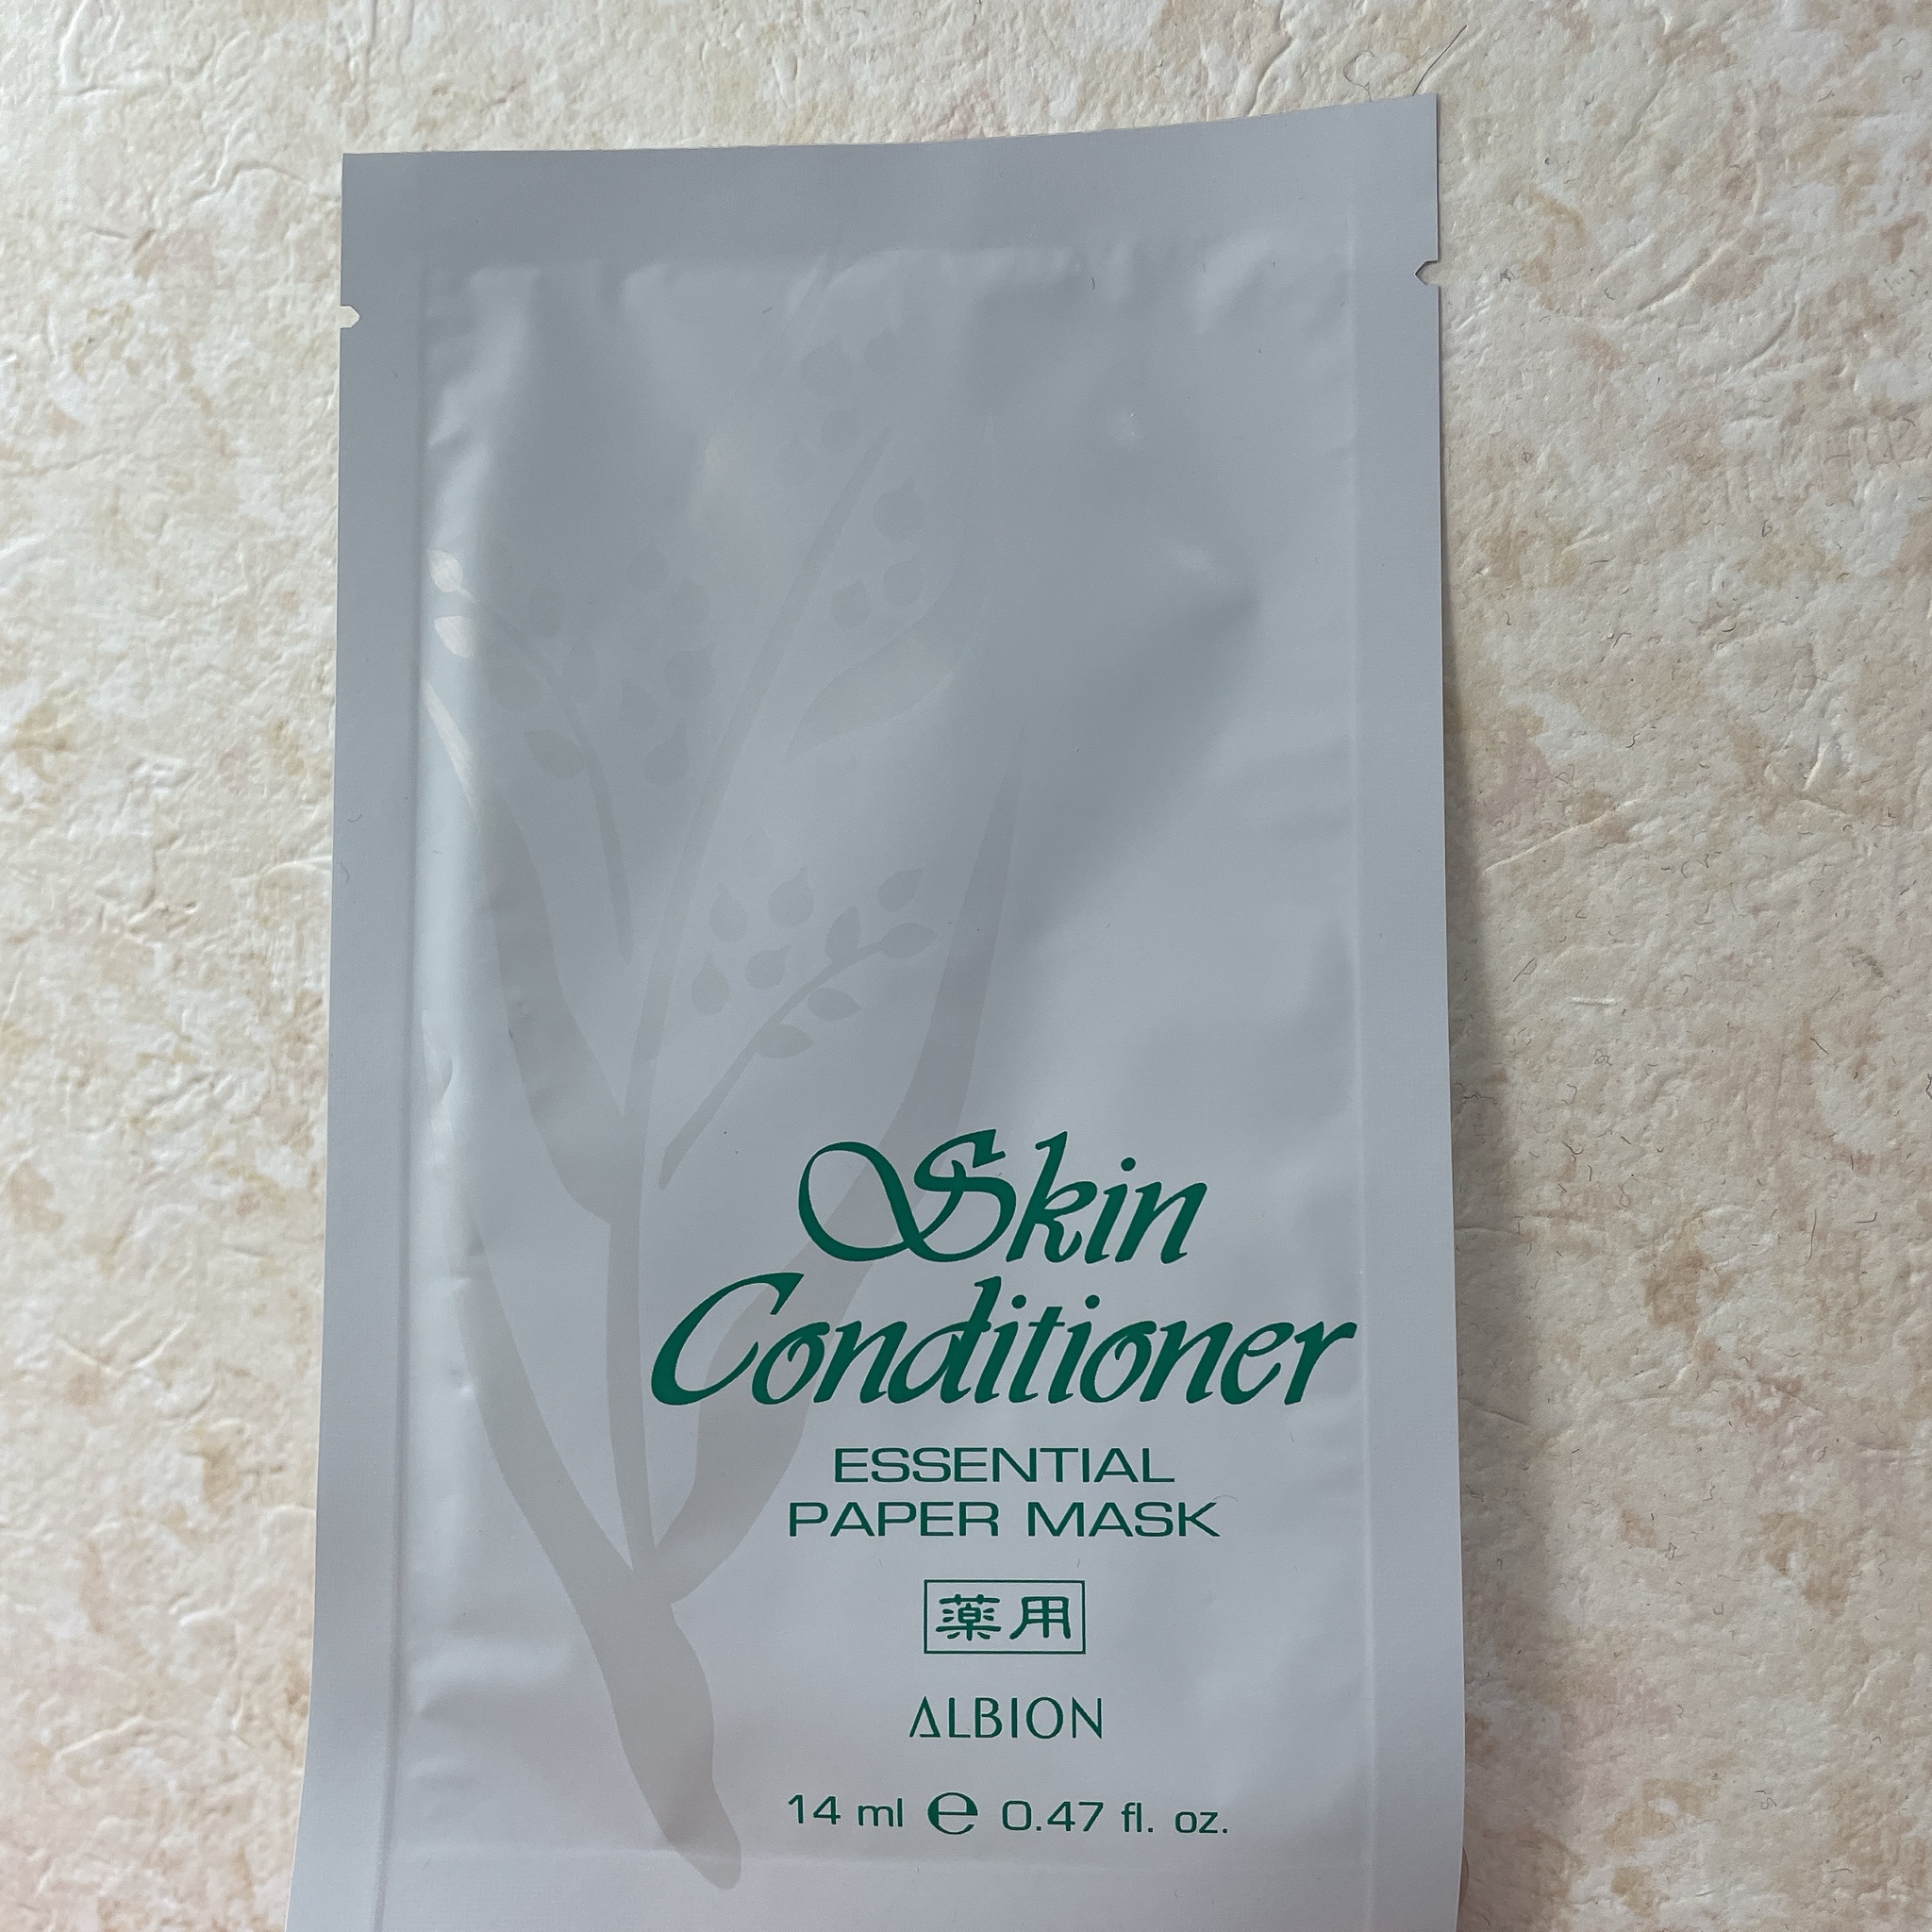 Skin
Conditioner
ESSENTIAL
PAPER MASK
薬用
ALBION
14 ml ℮ 0.47 fl. oz.